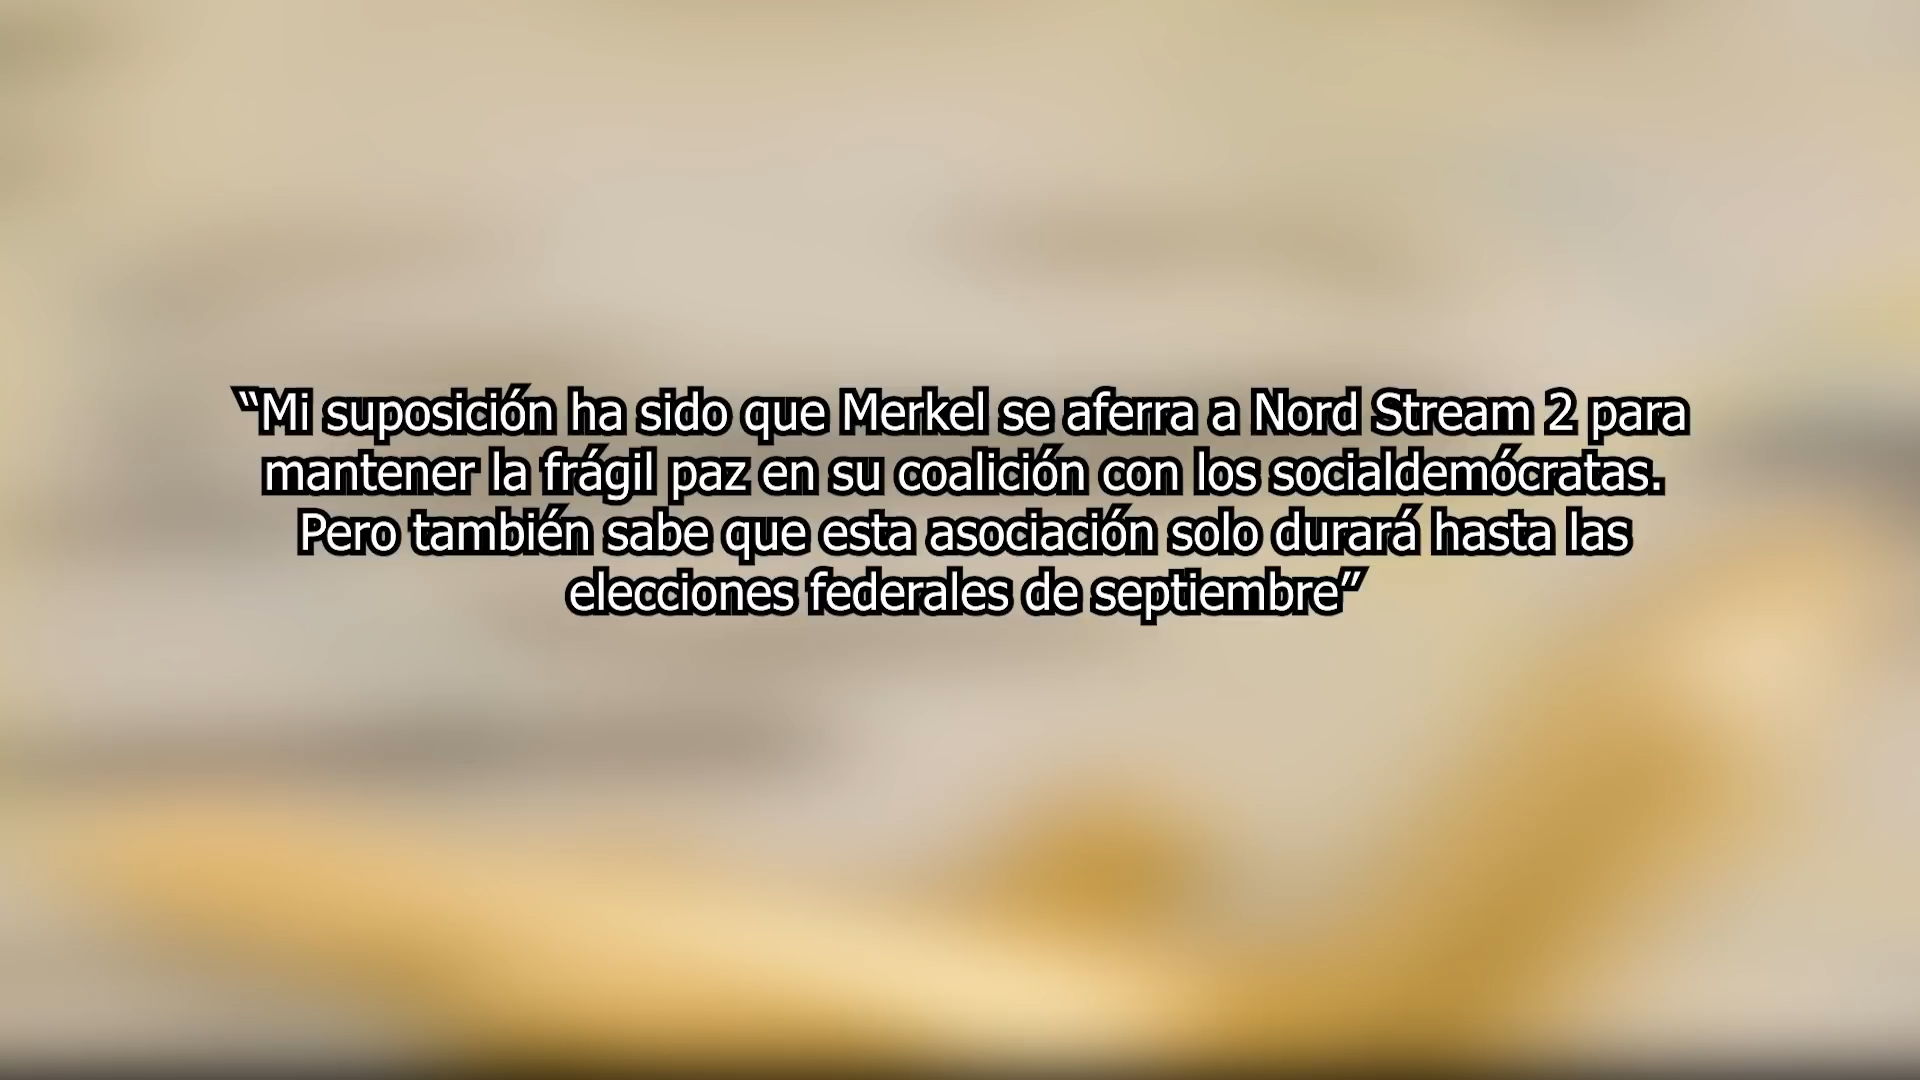 “Mi suposición ha sido que Merkel se aferra a Nord Stream 2 para
mantener la frágil paz en su coalición con los socialdemócratas.
Pero también sabe que esta asociación solo durará hasta las
elecciones federales de septiembre”